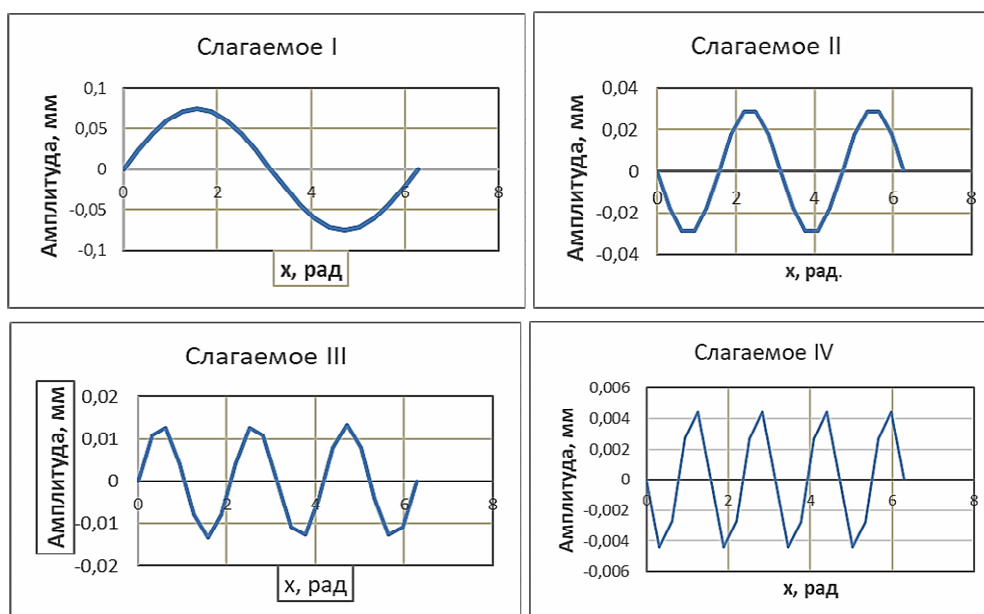 Слагаемое I
Амплитуда, мм
0,1
0,05
0
-0,05
-0,1
0 2 4 6 8
x, рад
Слагаемое II
Амплитуда, мм
0,04
0,02
0
-0,02
-0,04
0 2 4 6 8
x, рад.
Слагаемое III
Амплитуда, мм
0,02
0,01
0
-0,01
-0,02
0 2 4 6 8
x, рад
Слагаемое IV
Амплитуда, мм
0,006
0,004
0,002
0
-0,002
-0,004
-0,006
0 2 4 6 8
x, рад